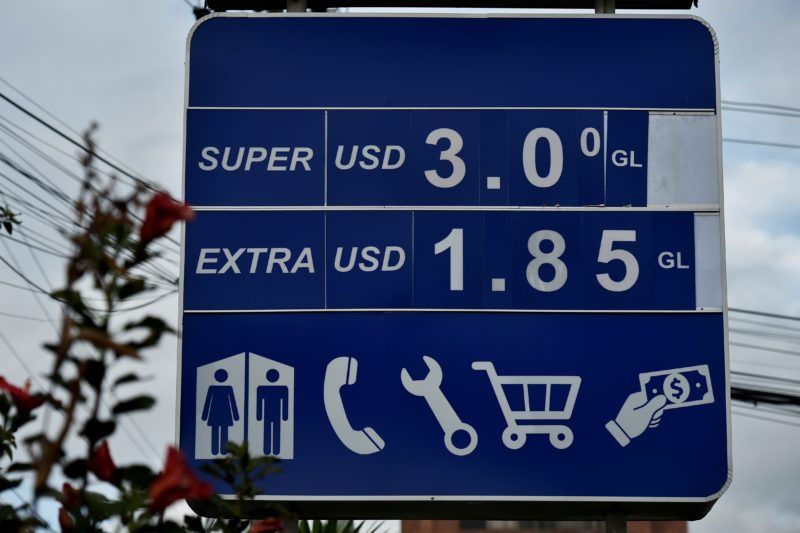 SUPER USD 3.00 GL
EXTRA USD 1.85 GL
$